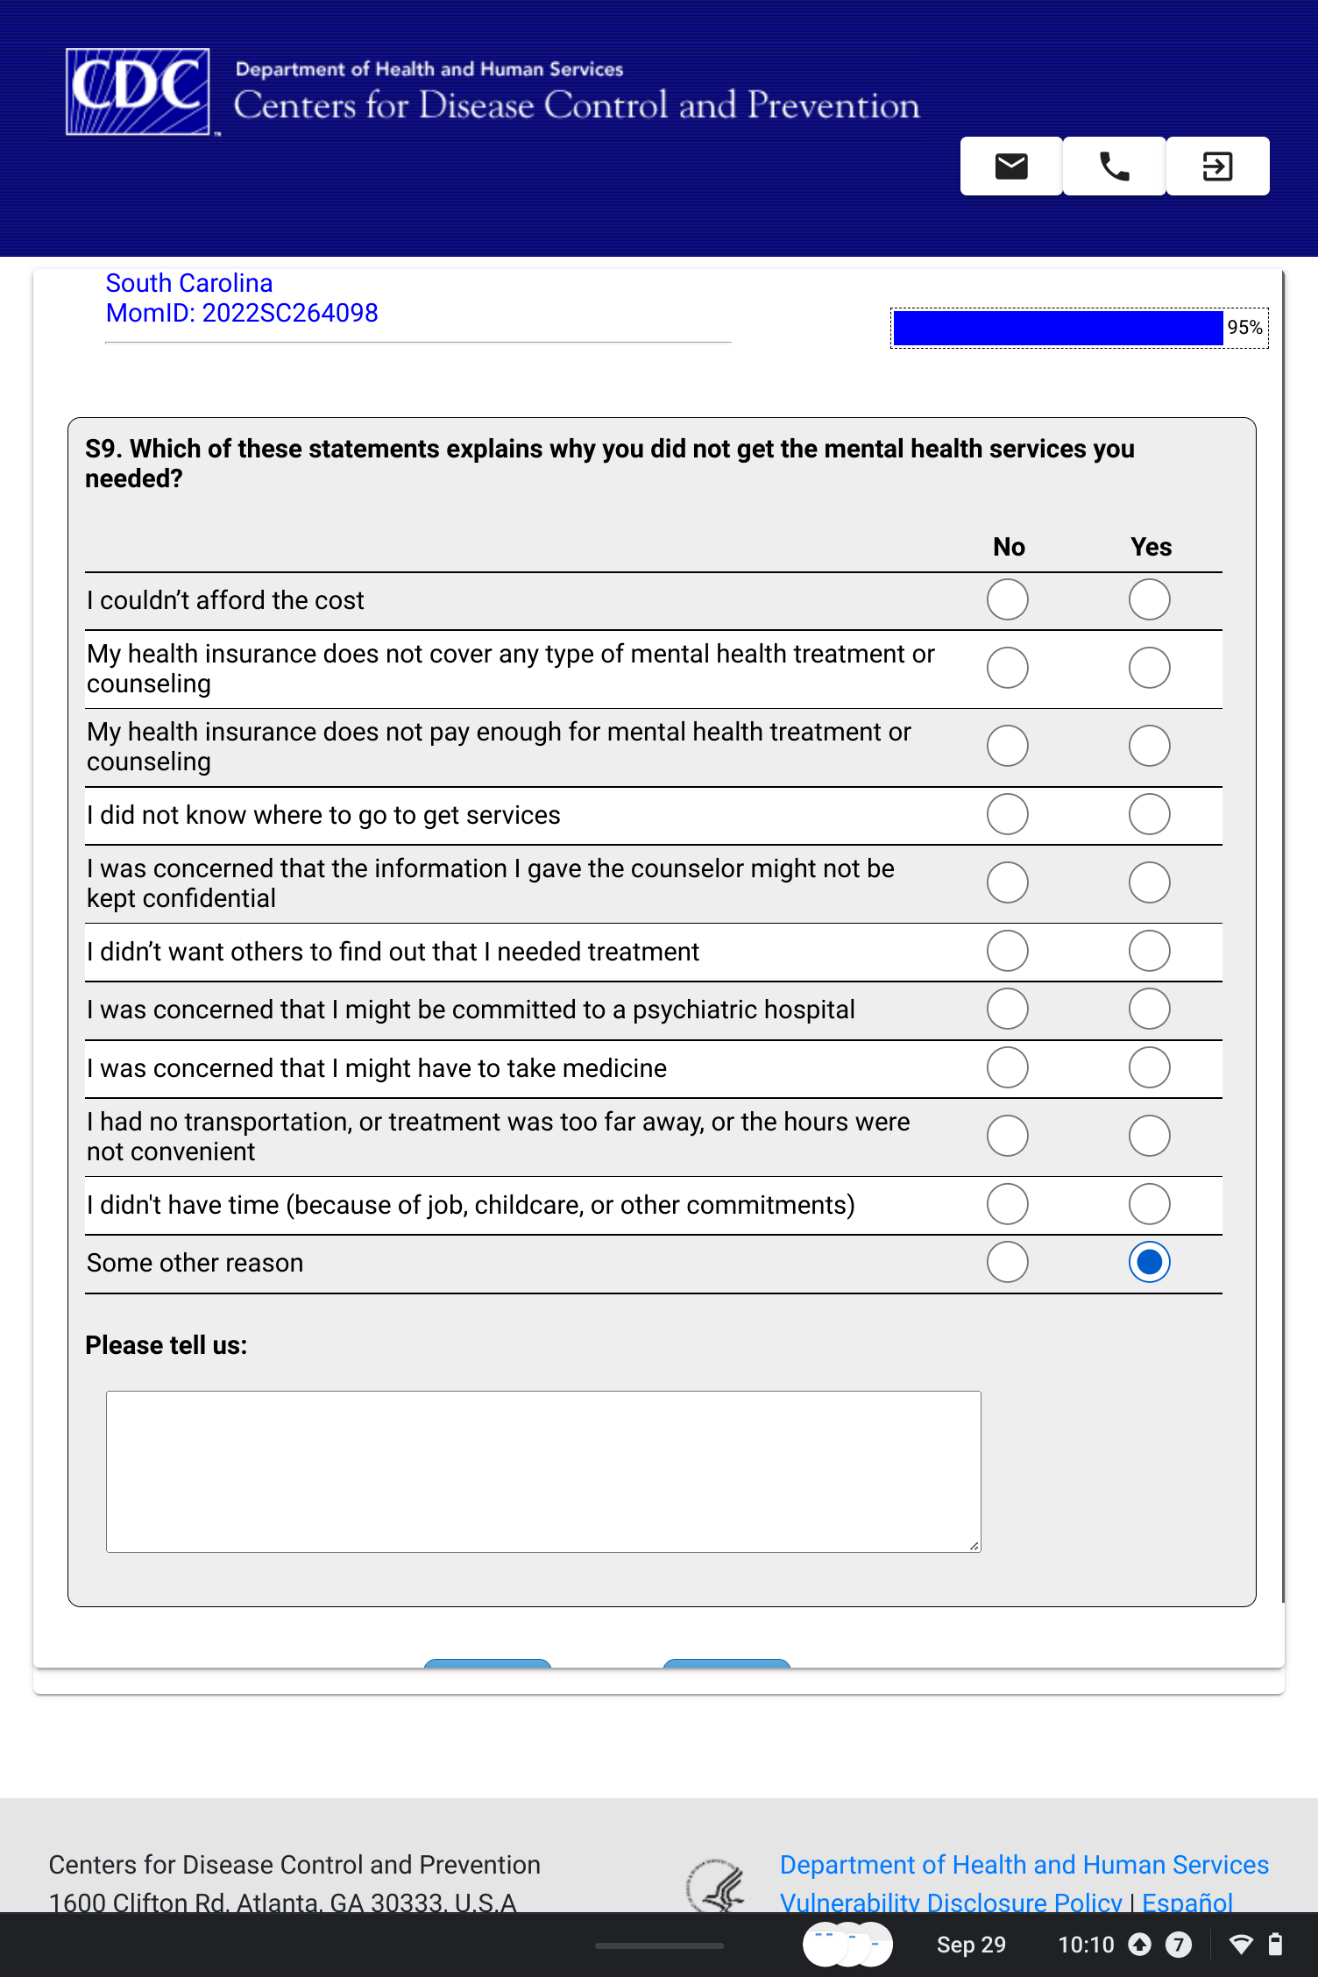 CDC
Department of Health and Human Services
Centers for Disease Control and Prevention
South Carolina
MomID: 2022SC264098
95%
S9. Which of these statements explains why you did not get the mental health services you
needed?
No Yes
I couldn’t afford the cost
My health insurance does not cover any type of mental health treatment or
counseling
My health insurance does not pay enough for mental health treatment or
counseling
I did not know where to go to get services
I was concerned that the information I gave the counselor might not be
kept confidential
I didn’t want others to find out that I needed treatment
I was concerned that I might be committed to a psychiatric hospital
I was concerned that I might have to take medicine
I had no transportation, or treatment was too far away, or the hours were
not convenient
I didn't have time (because of job, childcare, or other commitments)
Some other reason
Please tell us:
Centers for Disease Control and Prevention
1600 Clifton Rd, Atlanta, GA 30333, U.S.A
Department of Health and Human Services
Vulnerability Disclosure Policy | Español
Sep 29 10:10 7